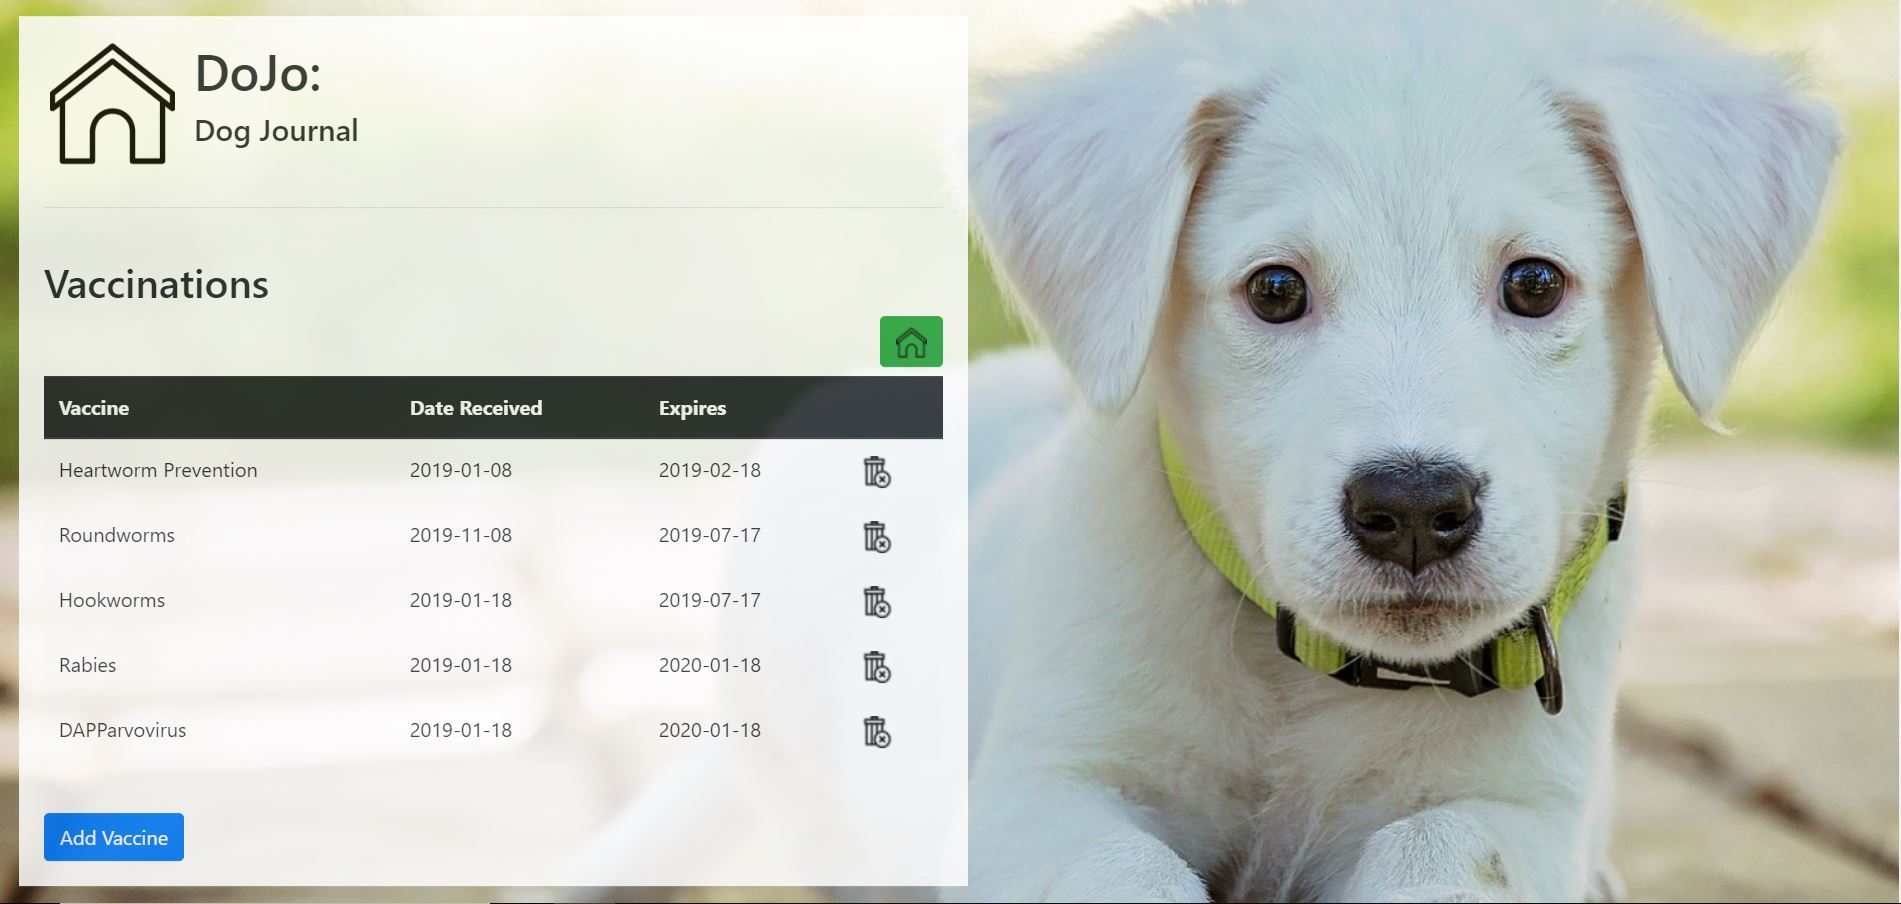 DoJo:
Dog Journal
Vaccinations
Vaccine Date Received Expires
Heartworm Prevention 2019-01-08 2019-02-18
Roundworms 2019-11-08 2019-07-17
Hookworms 2019-01-18 2019-07-17
Rabies 2019-01-18 2020-01-18
DAPParvovirus 2019-01-18 2020-01-18
Add Vaccine